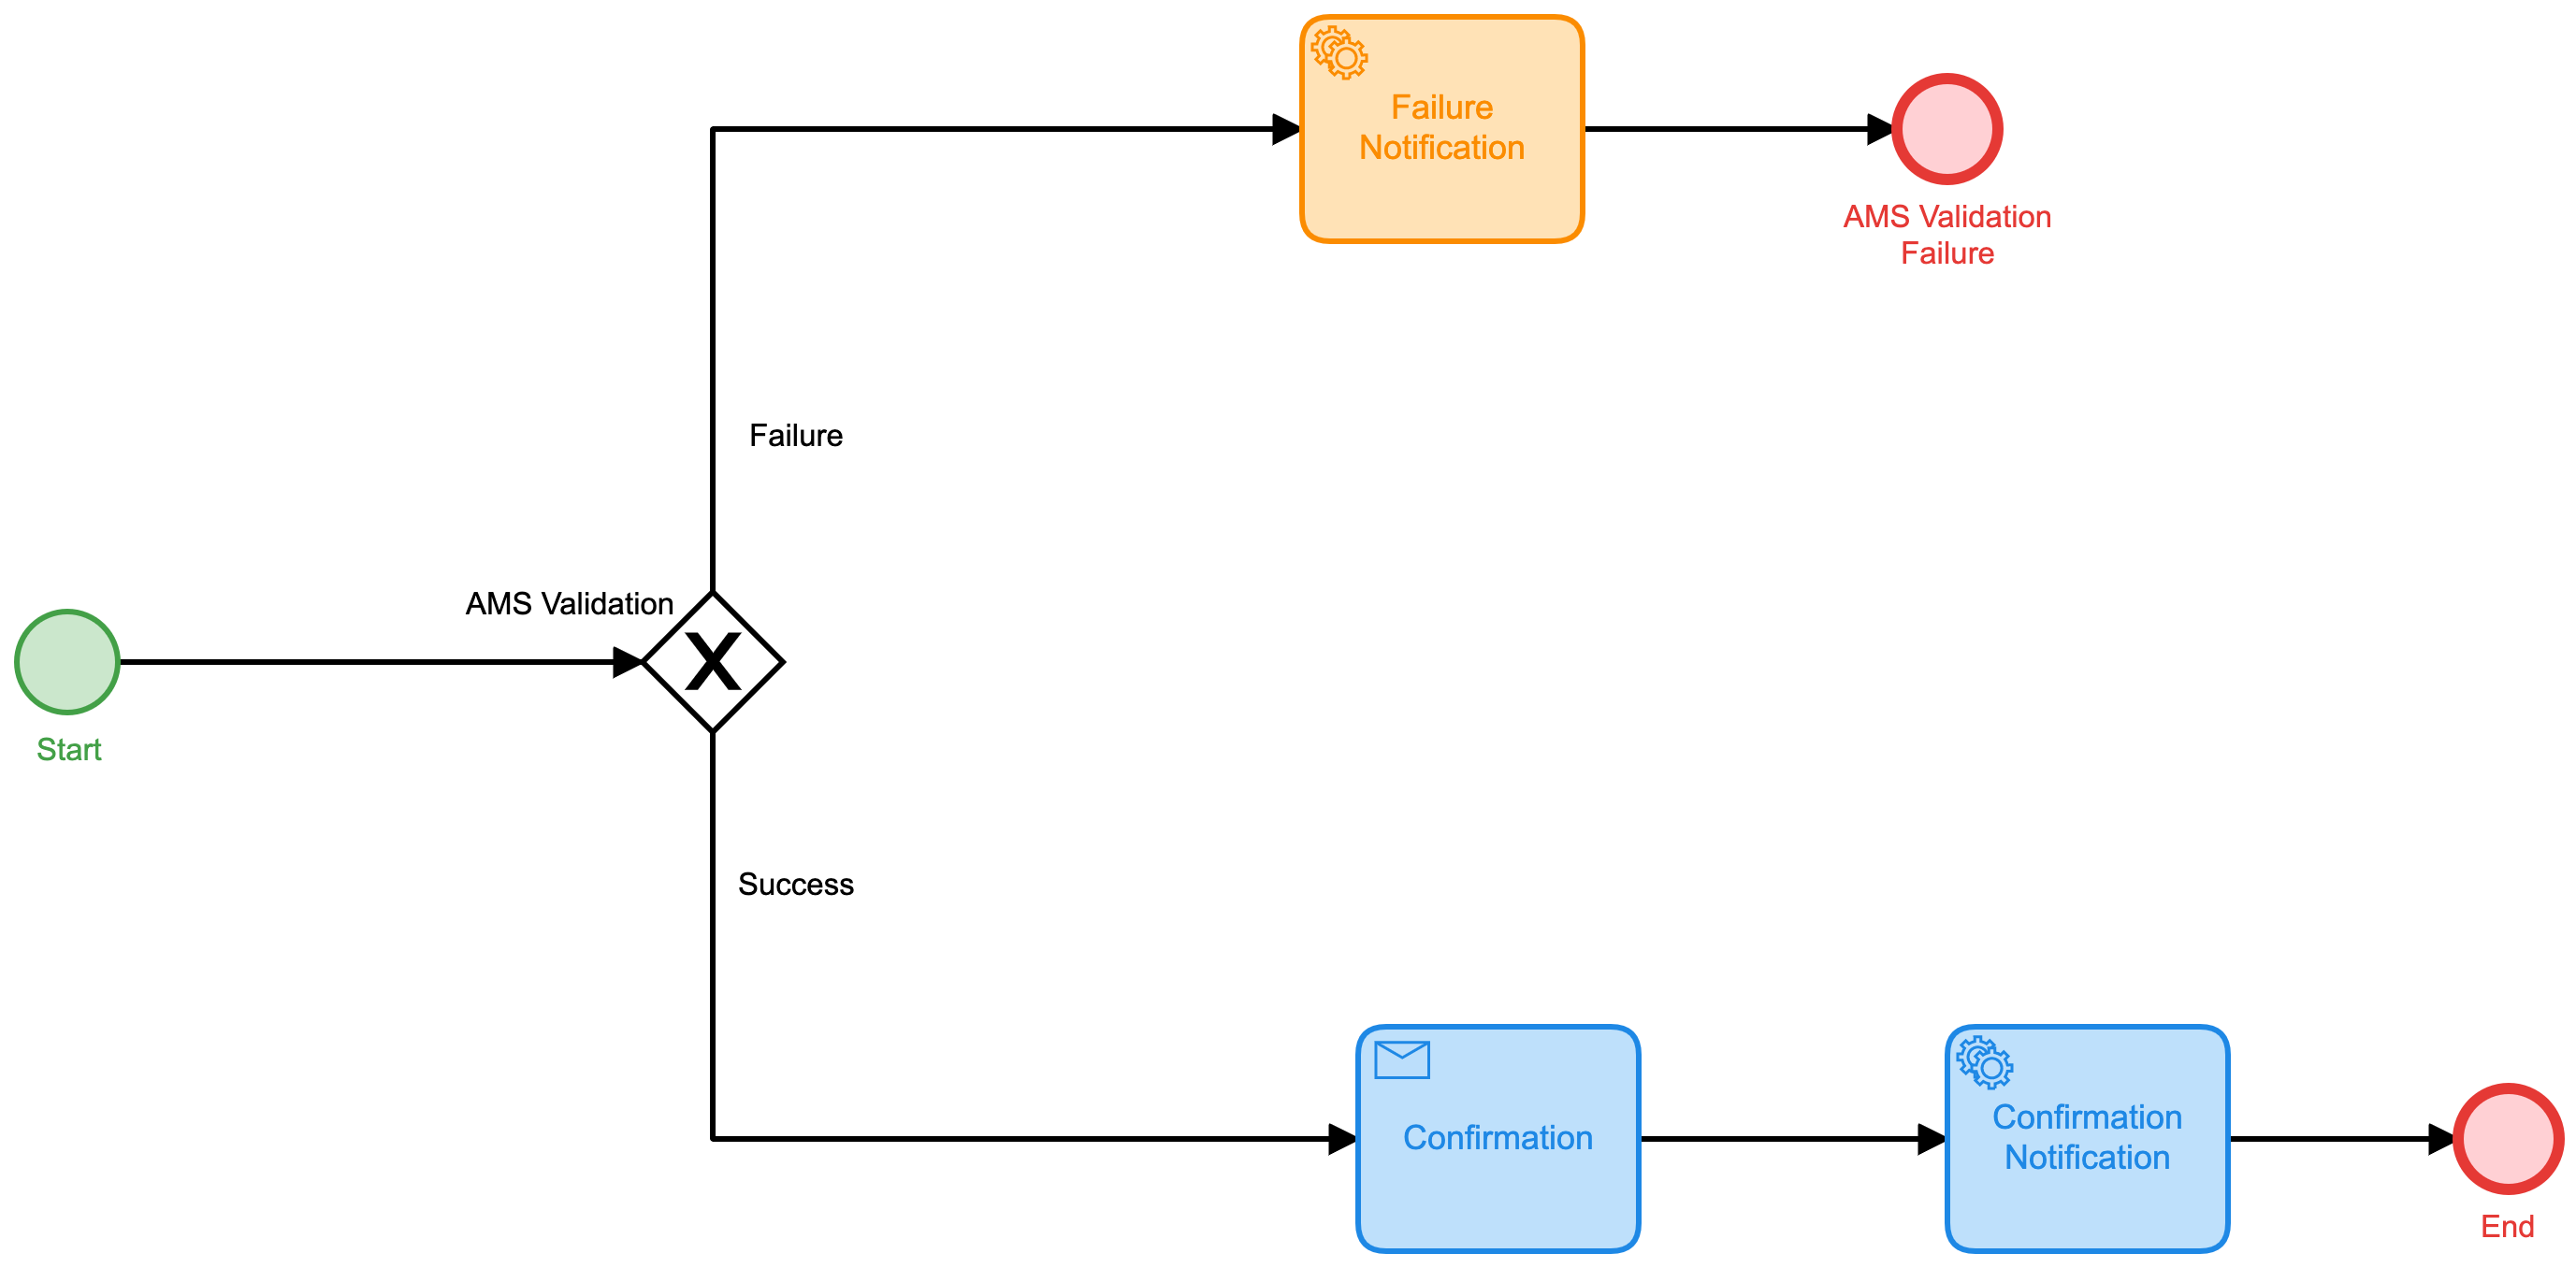 Failure
Notification
AMS Validation
Failure
Failure
AMS Validation
X
Start
Success
Confirmation
Confirmation
Notification
End